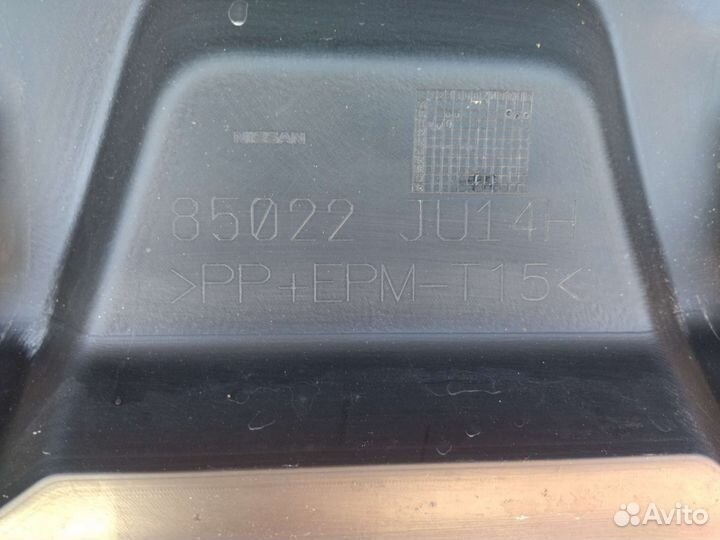 NISSAN
85022 JU14H
>PP+EPM-T15<
Avito